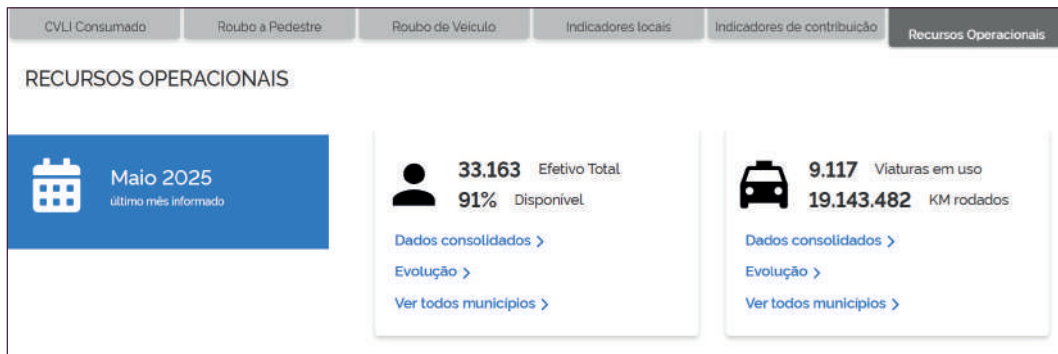 CVLI Consumado
Roubo a Pedestre
Roubo de Veículo
Indicadores locais
Indicadores de contribuição
Recursos Operacionais
RECURSOS OPERACIONAIS
Maio 2025
último mês informado
33.163 Efetivo Total
91% Disponível
Dados consolidados >
Evolução >
Ver todos municípios >
9.117 Viaturas em uso
19.143.482 KM rodados
Dados consolidados >
Evolução >
Ver todos municípios >